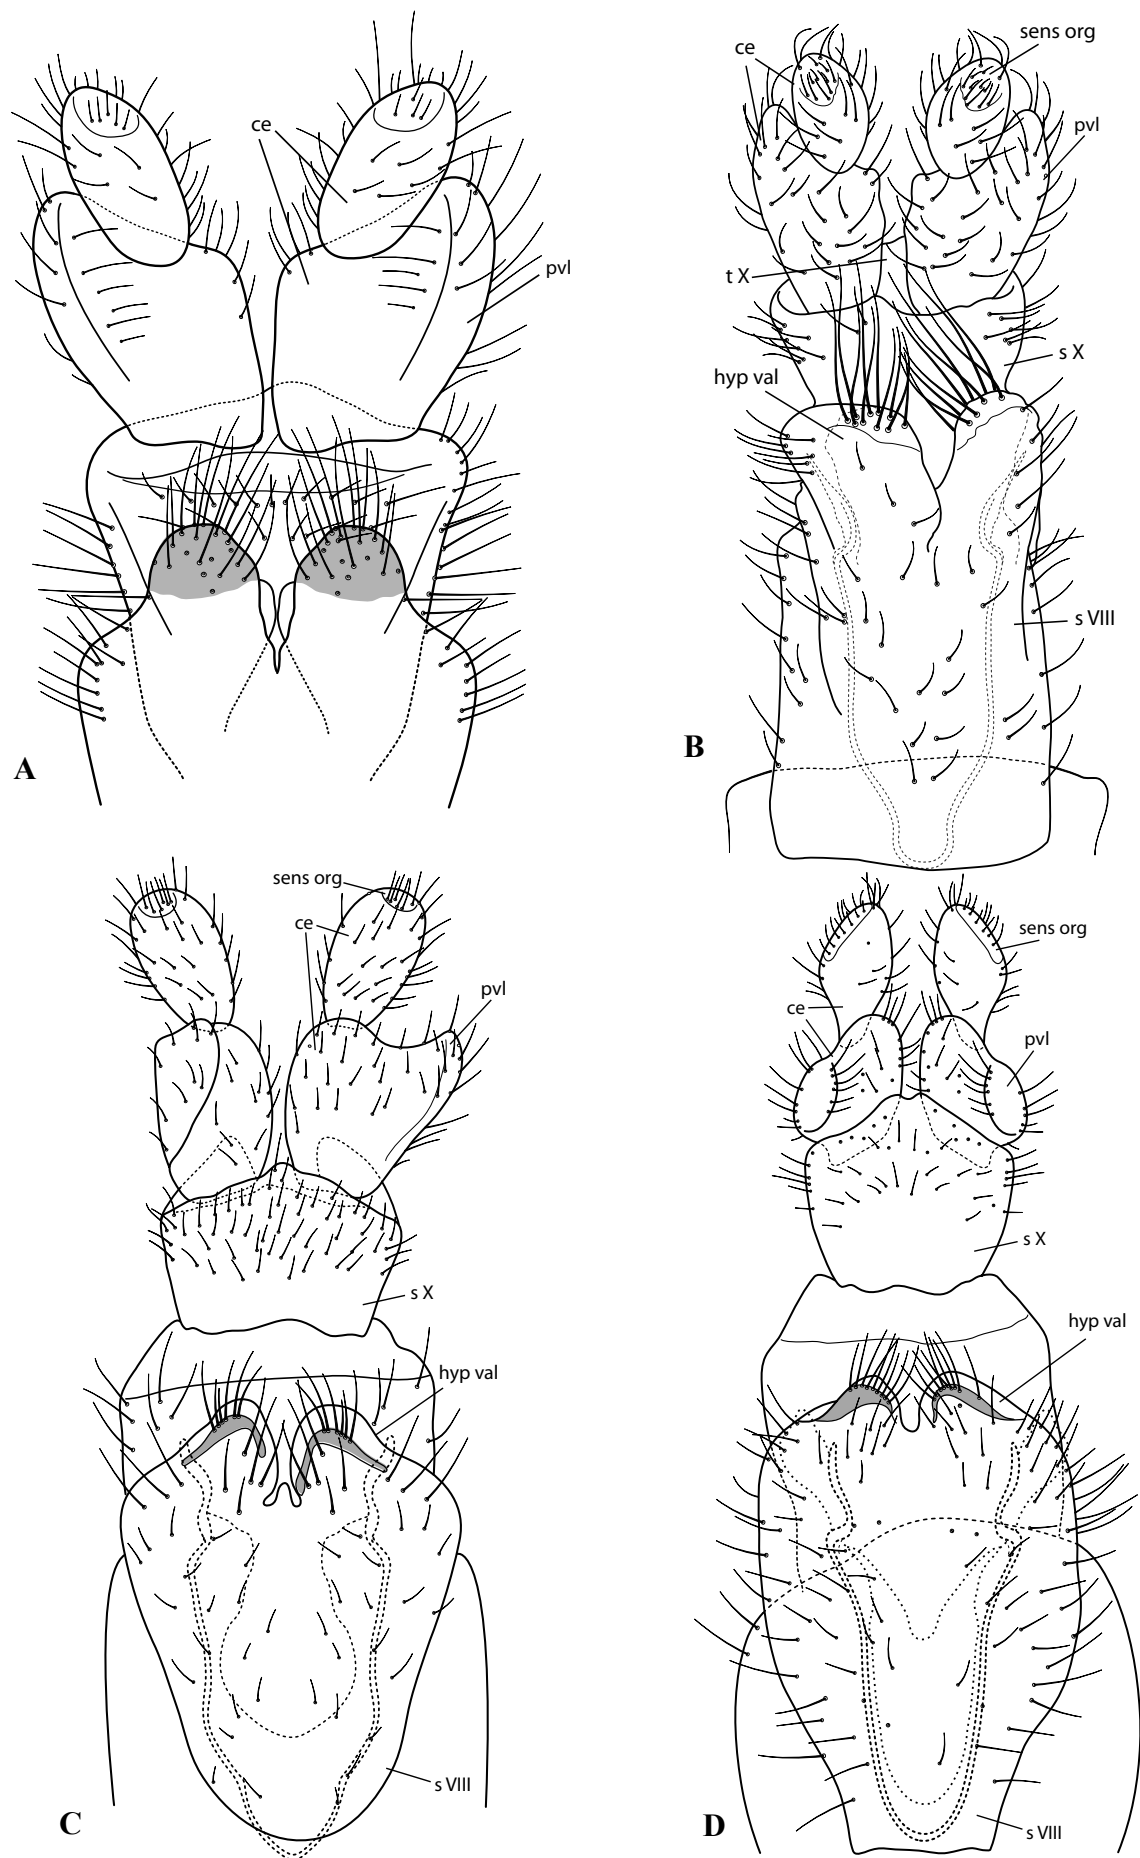 ce
pvl
A
ce
sens org
pvl
t X
s X
hyp val
s VIII
B
sens org
ce
pvl
s X
hyp val
s VIII
C
sens org
ce
pvl
s X
hyp val
s VIII
D